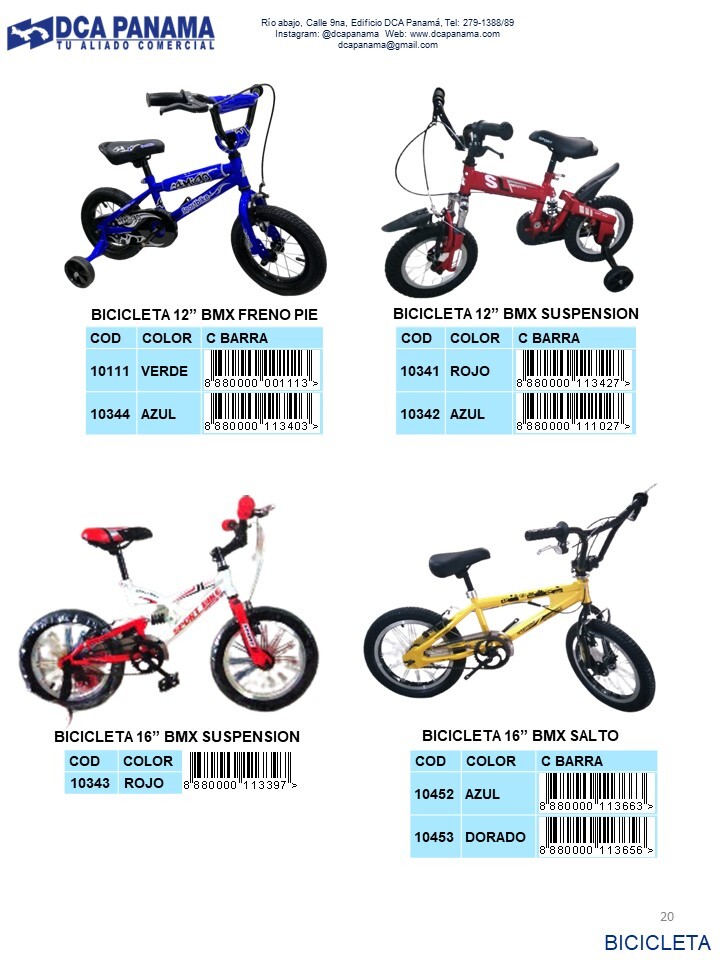 DCA PANAMA
TU ALIADO COMERCIAL
Río abajo, Calle 9na, Edificio DCA Panamá, Tel: 279-1388/89
Instagram: @dcapanama Web: www.dcapanama.com
dcapanama@gmail.com
BICICLETA 12” BMX FRENO PIE
COD COLOR C BARRA
10111 VERDE
8 880000 001113 >
10344 AZUL
8 880000 113403 >
BICICLETA 12” BMX SUSPENSION
COD COLOR C BARRA
10341 ROJO
8 880000 113427 >
10342 AZUL
8 880000 111027 >
SPORT BIKE
BICICLETA 16” BMX SUSPENSION
COD COLOR
10343 ROJO
8 880000 113397 >
BICICLETA 16” BMX SALTO
COD COLOR C BARRA
10452 AZUL
8 880000 113663 >
10453 DORADO
8 880000 113656 >
20
BICICLETA